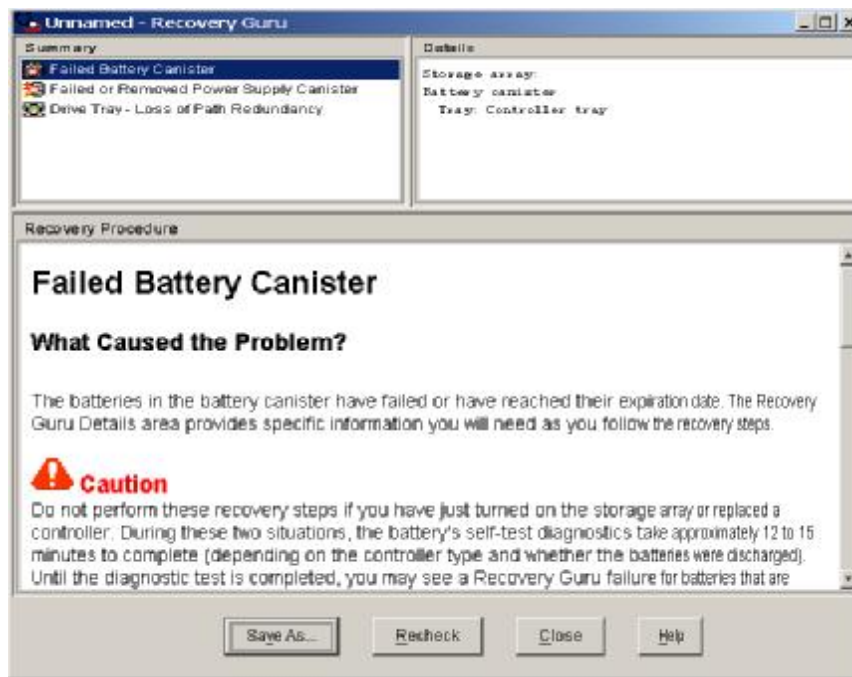 Unnamed - Recovery Guru
Summary
Failed Battery Canister
Failed or Removed Power Supply Canister
Drive Tray - Loss of Path Redundancy
Details
Storage array:
Battery canister
Tray: Controller tray
Recovery Procedure
Failed Battery Canister
What Caused the Problem?
The batteries in the battery canister have failed or have reached their expiration date. The Recovery
Guru Details area provides specific information you will need as you follow the recovery steps.
Caution
Do not perform these recovery steps if you have just turned on the storage array or replaced a
controller. During these two situations, the battery's self-test diagnostics take approximately 12 to 15
minutes to complete (depending on the controller type and whether the batteries were discharged).
Until the diagnostic test is completed, you may see a Recovery Guru failure for batteries that are
Save As...
Recheck
Close
Help